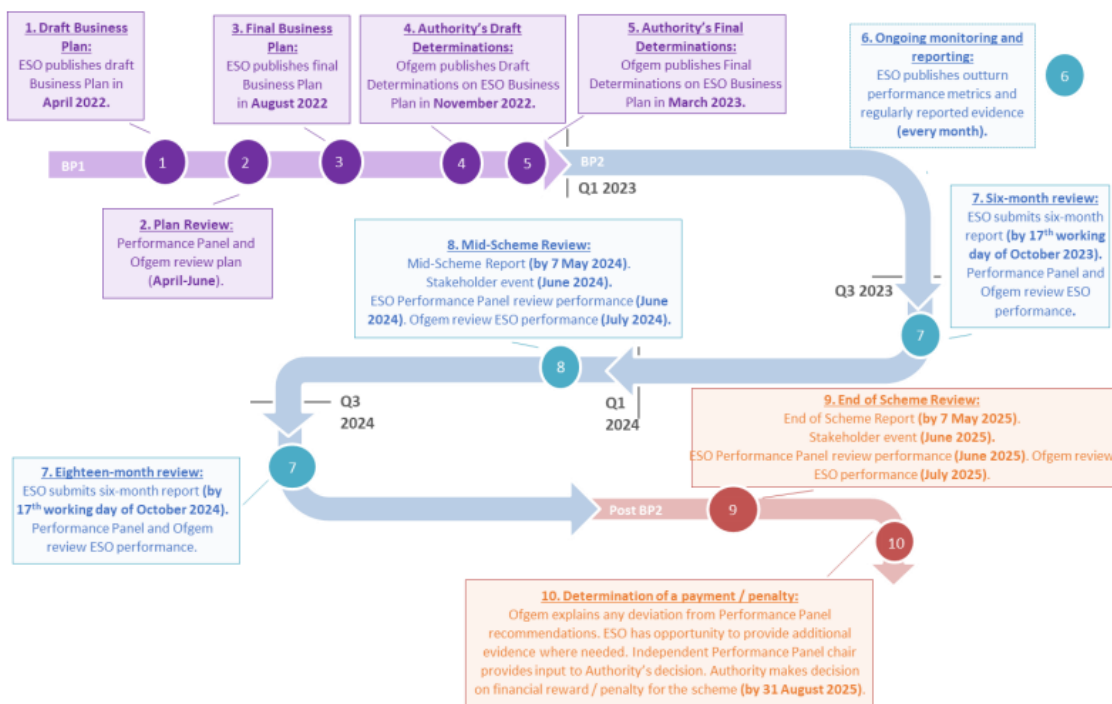 1. Draft Business
Plan:
ESO publishes draft
Business Plan in
April 2022.
3. Final Business
Plan:
ESO publishes final
Business Plan
in August 2022
4. Authority's Draft
Determinations:
Ofgem publishes Draft
Determinations on ESO Business
Plan in November 2022.
5. Authority's Final
Determinations:
Ofgem publishes Final
Determinations on ESO Business
Plan in March 2023.
6. Ongoing monitoring and
reporting:
ESO publishes outturn
performance metrics and
regularly reported evidence
(every month).
6
BP1
1
2
3
4
5
BP2
Q1 2023
2. Plan Review:
Performance Panel and
Ofgem review plan
(April-June).
8. Mid-Scheme Review:
Mid-Scheme Report (by 7 May 2024).
Stakeholder event (June 2024).
ESO Performance Panel review performance (June
2024). Ofgem review ESO performance (July 2024).
7. Six-month review:
ESO submits six-month
report (by 17th working
day of October 2023).
Performance Panel and
Ofgem review ESO
performance.
Q3 2023
7
8
Q3
2024
Q1
2024
7. Eighteen-month review:
ESO submits six-month report (by
17th working day of October 2024).
Performance Panel and Ofgem
review ESO performance.
7
9. End of Scheme Review:
End of Scheme Report (by 7 May 2025).
Stakeholder event (June 2025).
ESO Performance Panel review performance (June 2025). Ofgem review
ESO performance (July 2025).
Post BP2
9
10
10. Determination of a payment / penalty:
Ofgem explains any deviation from Performance Panel
recommendations. ESO has opportunity to provide additional
evidence where needed. Independent Performance Panel chair
provides input to Authority's decision. Authority makes decision
on financial reward / penalty for the scheme (by 31 August 2025).